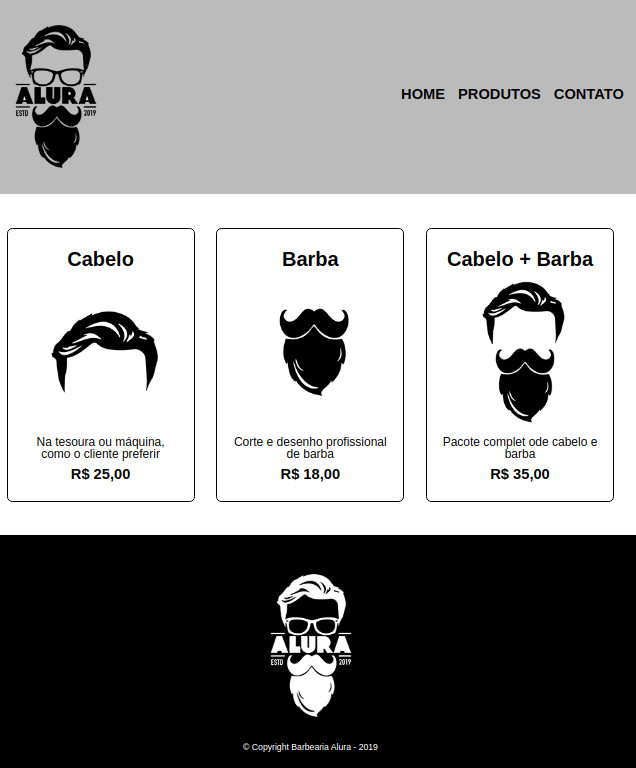 ALURA
ESTD 2019
HOME PRODUTOS CONTATO
Cabelo
Na tesoura ou máquina,
como o cliente preferir
R$ 25,00
Barba
Corte e desenho profissional
de barba
R$ 18,00
Cabelo + Barba
Pacote complet ode cabelo e
barba
R$ 35,00
ALURA
ESTD 2019
© Copyright Barbearia Alura - 2019